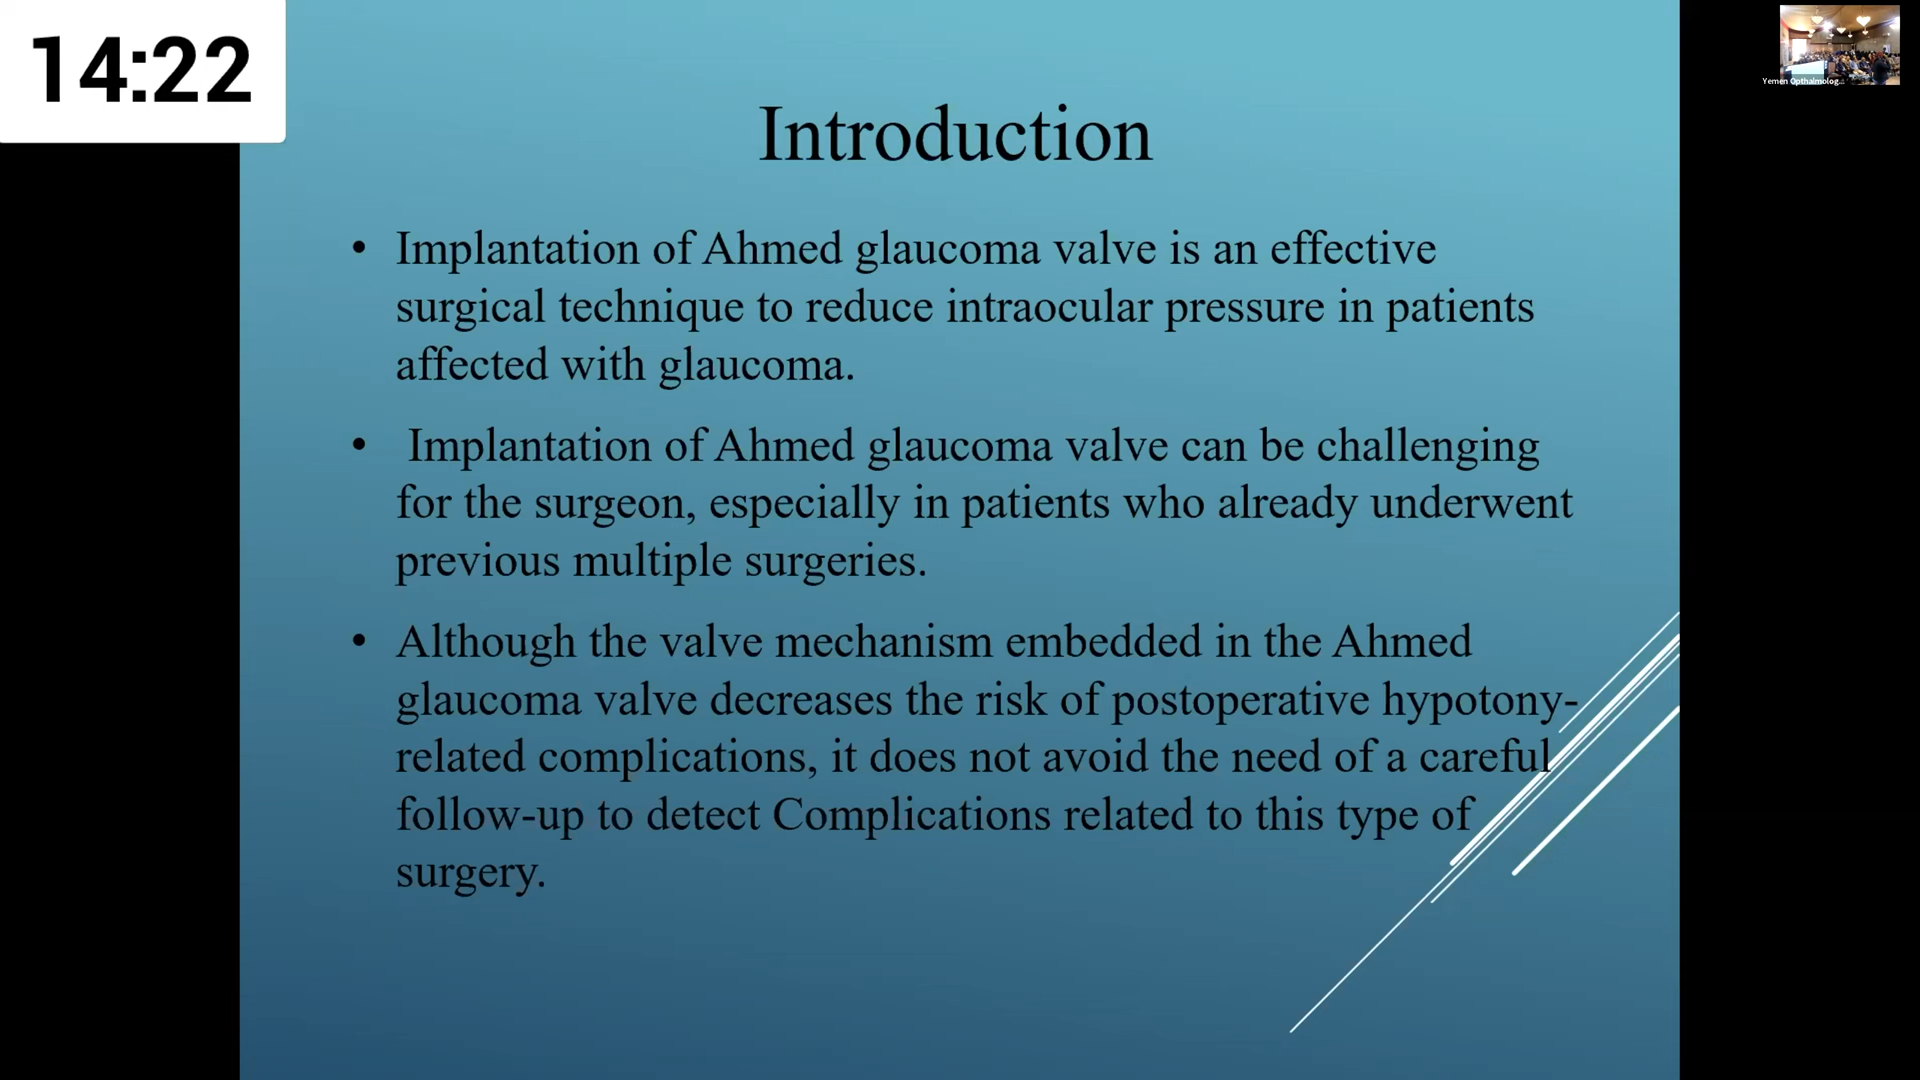 14:22
Yemen Opthalmolog...
Introduction
• Implantation of Ahmed glaucoma valve is an effective
surgical technique to reduce intraocular pressure in patients
affected with glaucoma.
• Implantation of Ahmed glaucoma valve can be challenging
for the surgeon, especially in patients who already underwent
previous multiple surgeries.
• Although the valve mechanism embedded in the Ahmed
glaucoma valve decreases the risk of postoperative hypotony-
related complications, it does not avoid the need of a careful
follow-up to detect Complications related to this type of
surgery.